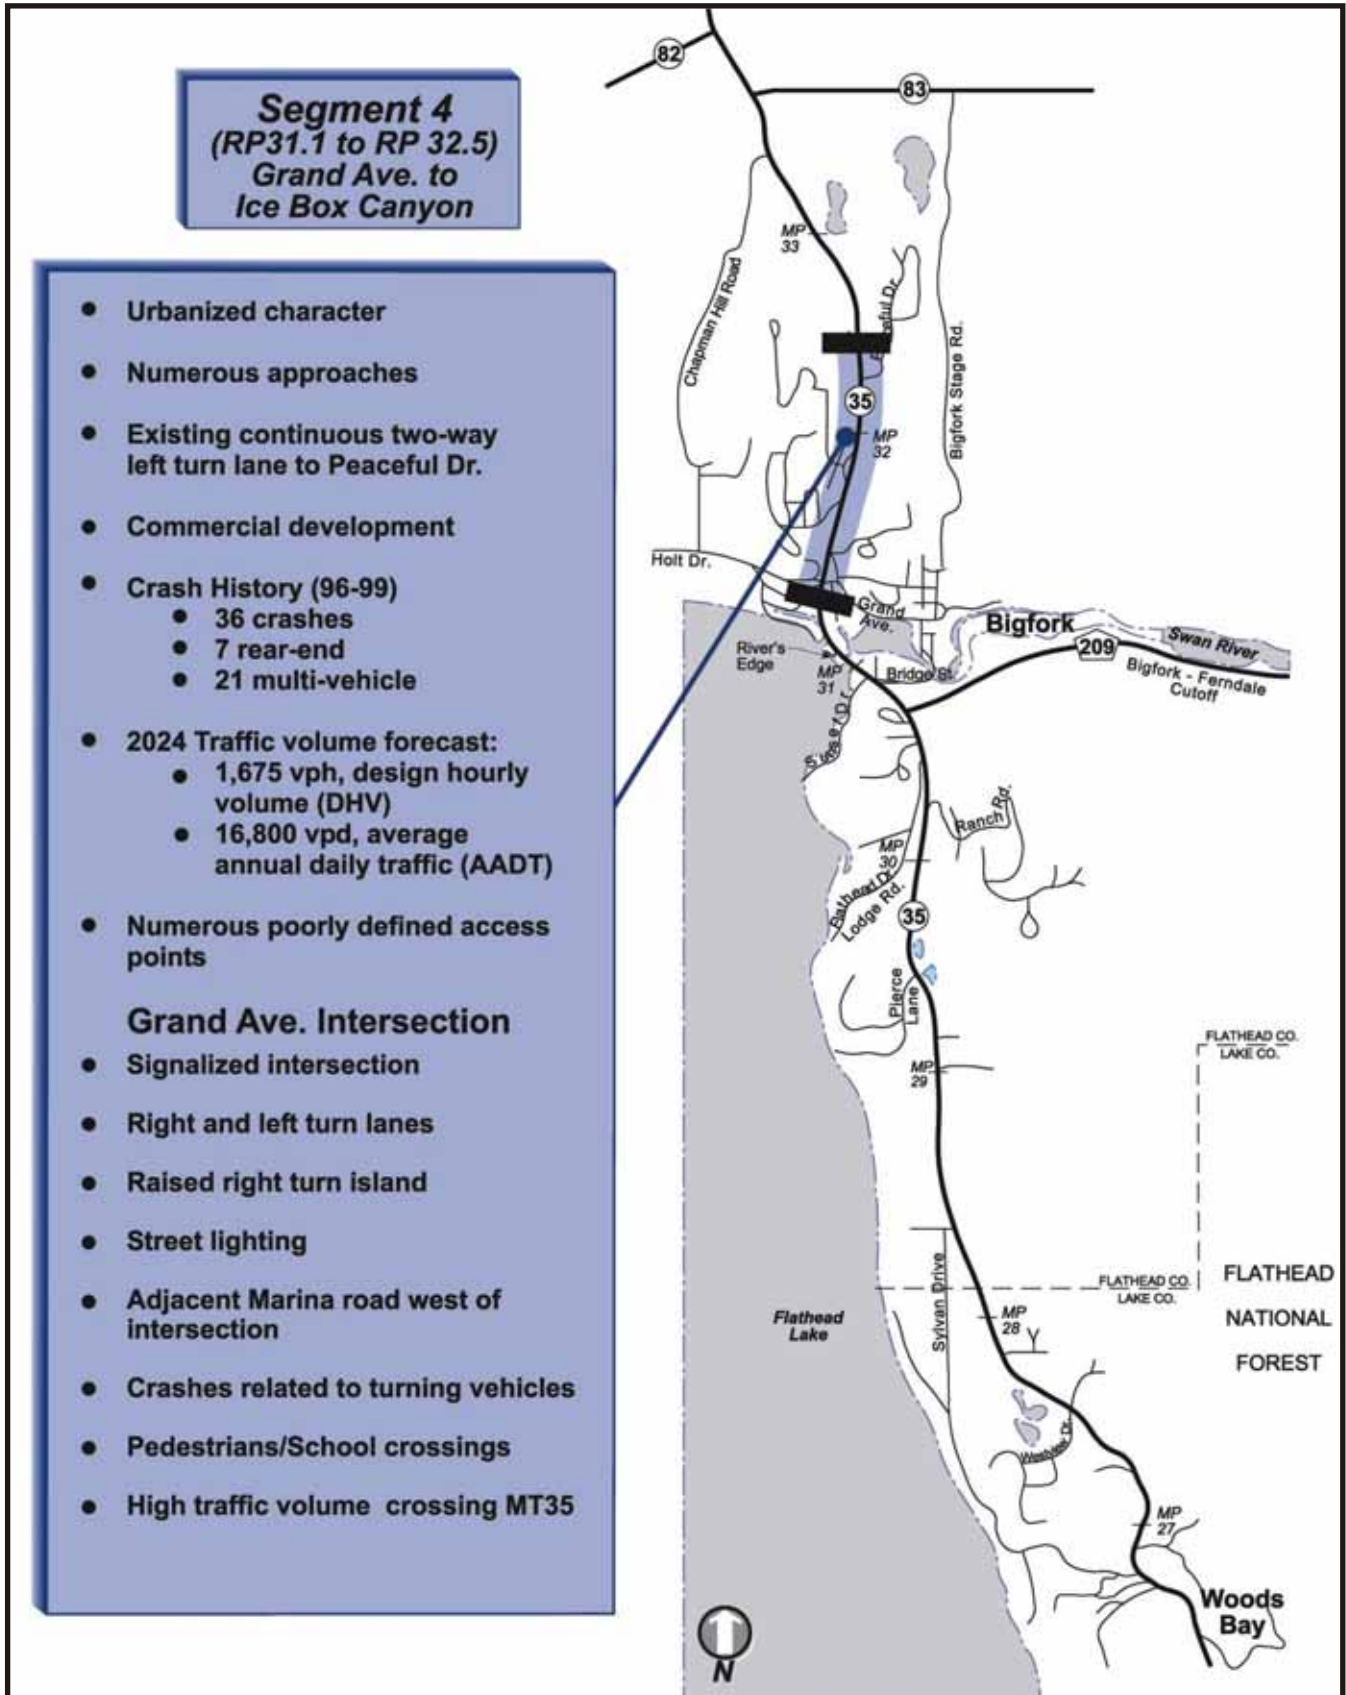 Segment 4
(RP31.1 to RP 32.5)
Grand Ave. to
Ice Box Canyon
● Urbanized character
● Numerous approaches
● Existing continuous two-way
left turn lane to Peaceful Dr.
● Commercial development
● Crash History (96-99)
● 36 crashes
● 7 rear-end
● 21 multi-vehicle
● 2024 Traffic volume forecast:
● 1,675 vph, design hourly
volume (DHV)
● 16,800 vpd, average
annual daily traffic (AADT)
● Numerous poorly defined access
points
Grand Ave. Intersection
● Signalized intersection
● Right and left turn lanes
● Raised right turn island
● Street lighting
● Adjacent Marina road west of
intersection
● Crashes related to turning vehicles
● Pedestrians/School crossings
● High traffic volume crossing MT35
82
83
MP
33
Chapman Hill Road
Dr.
Bigfork Stage Rd.
35
MP
32
Holt Dr.
Grand
Ave.
Bigfork
Swan River
209
Bigfork - Ferndale
Cutoff
River's
Edge
MP
31
Bridge St.
Sunset Dr.
Ranch Rd.
MP
30
Flathead Dr.
Lodge Rd.
35
Pierce
Lane
MP
29
FLATHEAD CO.
LAKE CO.
FLATHEAD CO.
LAKE CO.
FLATHEAD
NATIONAL
FOREST
Sylvan Drive
MP
28
Flathead
Lake
Westview Dr.
MP
27
Woods
Bay
N